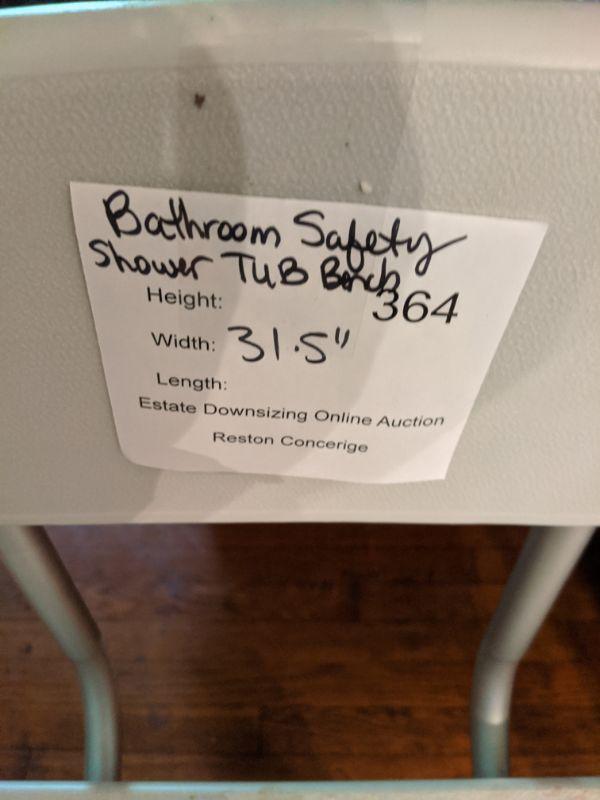 Bathroom Safety
Shower TUB Bench
Height: 364
Width: 31.5"
Length:
Estate Downsizing Online Auction
Reston Concerige